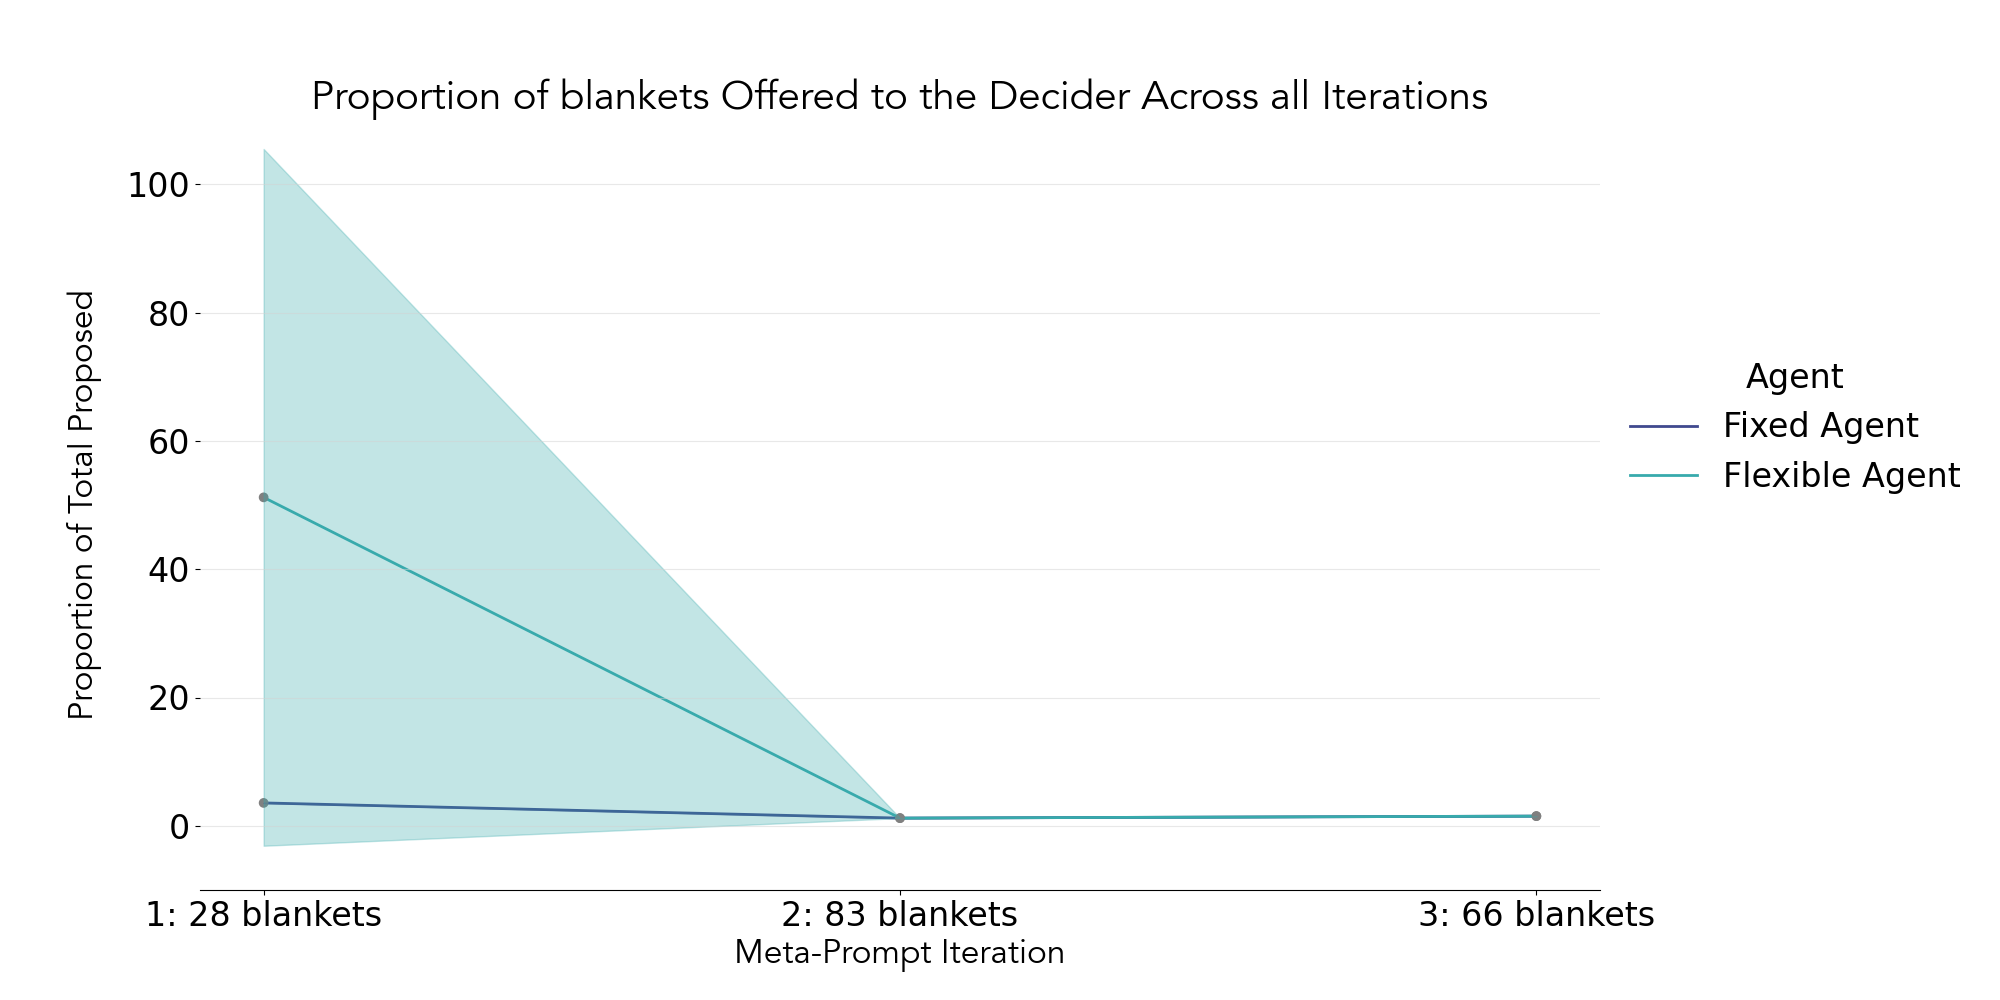 Proportion of blankets Offered to the Decider Across all Iterations
100
80
60
40
20
0
Proportion of Total Proposed
1: 28 blankets
2: 83 blankets
3: 66 blankets
Meta-Prompt Iteration
Agent
Fixed Agent
Flexible Agent